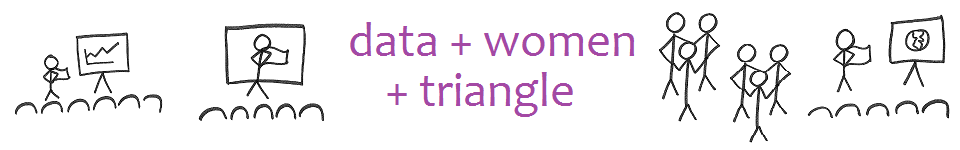 data + women
+ triangle